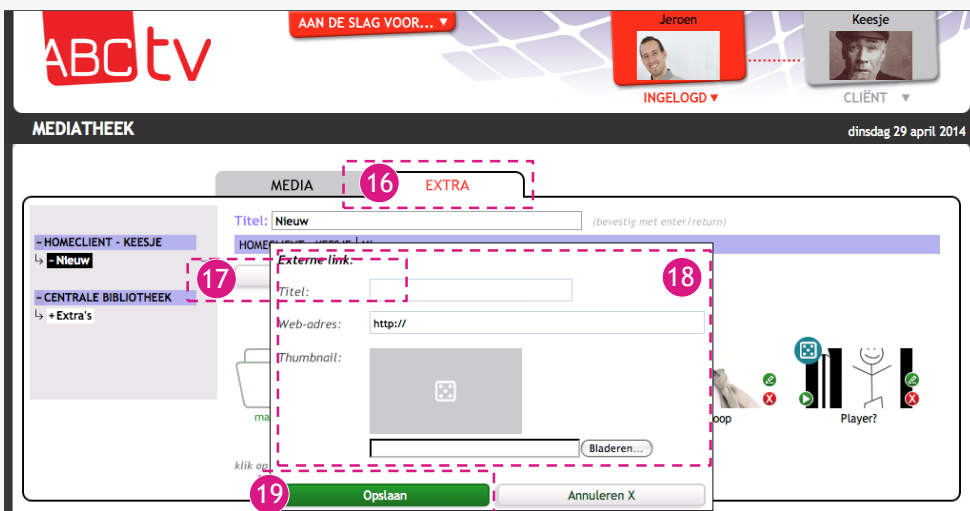 ABCtv
AAN DE SLAG VOOR... ▼
Jeroen
Keesje
INGELOGD ▼
CLIËNT ▼
MEDIATHEEK
dinsdag 29 april 2014
MEDIA
16
EXTRA
Titel: Nieuw
(bevestig met enter/return)
– HOMECLIENT - KEESJE
– Nieuw
– CENTRALE BIBLIOTHEEK
+ Extra's
17
18
Externe link:
Titel:
Web-adres: http://
Thumbnail:
Bladeren...
oop
Player?
ma
klik op
19
Opslaan
Annuleren X